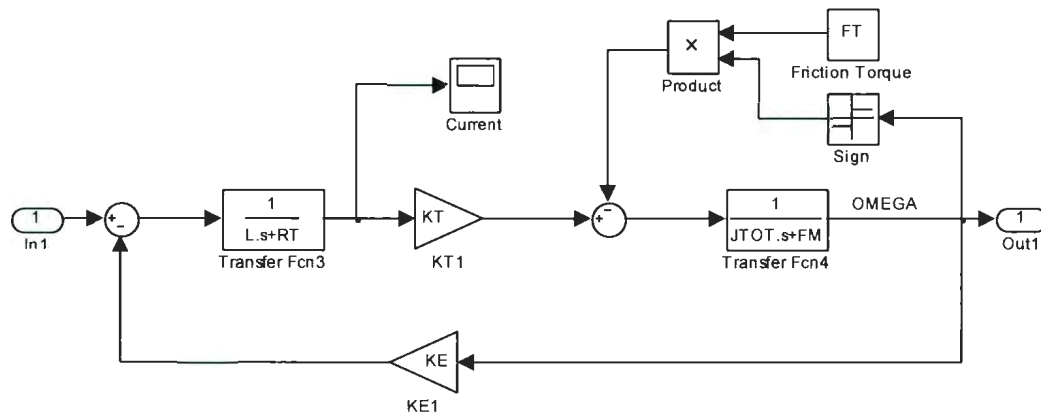 FT
×
Friction Torque
Product
Current
Sign
1
In1
+
−
1
L.s+RT
Transfer Fcn3
KT
KT1
+
−
1
JTOT.s+FM
Transfer Fcn4
OMEGA
1
Out1
KE
KE1